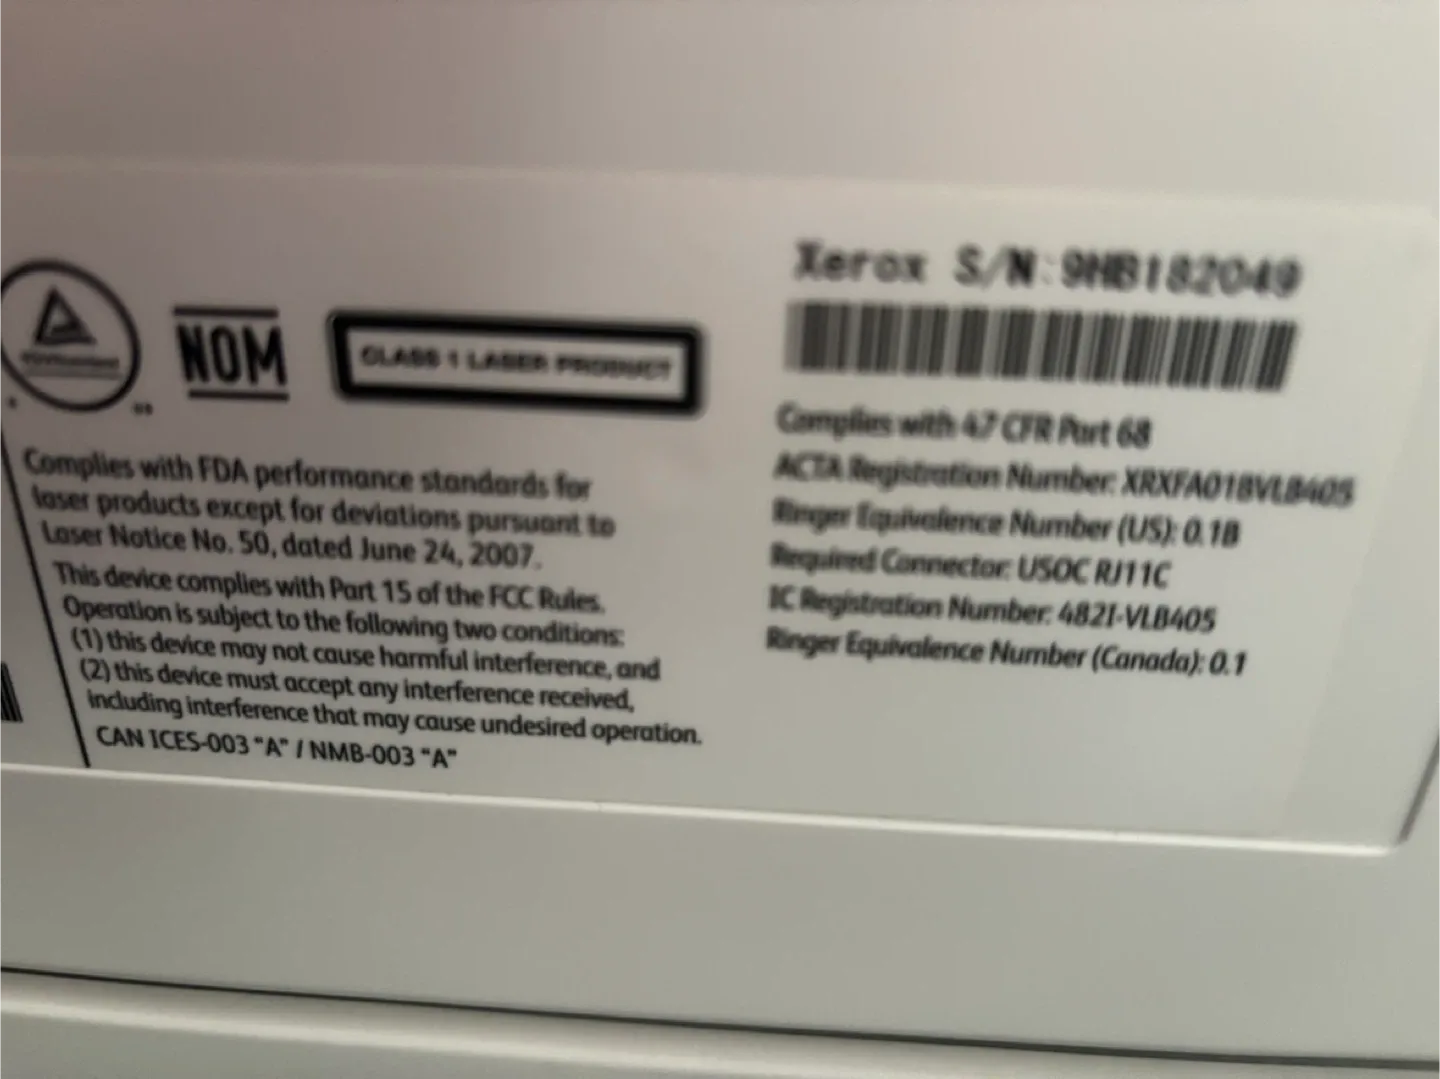 NOM
CLASS 1 LASER PRODUCT
Complies with FDA performance standards for
laser products except for deviations pursuant to
Laser Notice No. 50, dated June 24, 2007.
This device complies with Part 15 of the FCC Rules.
Operation is subject to the following two conditions:
(1) this device may not cause harmful interference, and
(2) this device must accept any interference received,
including interference that may cause undesired operation.
CAN ICES-003 "A" / NMB-003 "A"
Xerox S/N:9HB182049
Complies with 47 CFR Part 68
ACTA Registration Number: XRXFA01BVLB405
Ringer Equivalence Number (US): 0.1B
Required Connector: USOC RJ11C
IC Registration Number: 482I-VLB405
Ringer Equivalence Number (Canada): 0.1